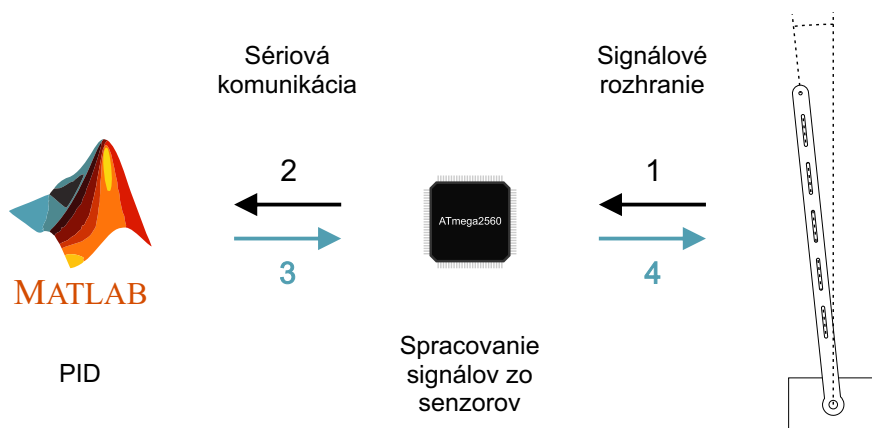 Sériová
komunikácia
Signálové
rozhranie
2
1
ATmega2560
3
4
MATLAB
PID
Spracovanie
signálov zo
senzorov